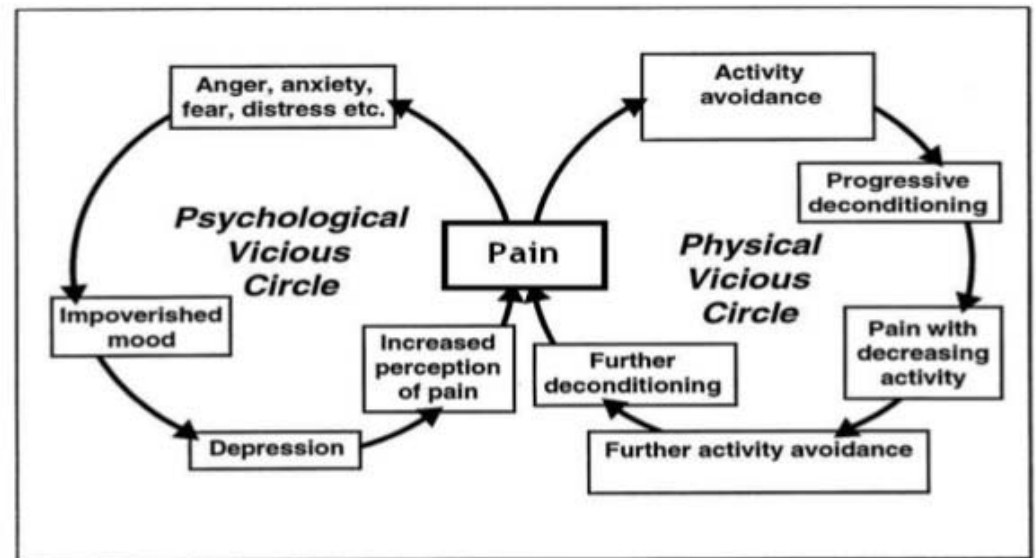 Anger, anxiety,
fear, distress etc.
Activity
avoidance
Progressive
deconditioning
Psychological
Vicious
Circle
Pain
Physical
Vicious
Circle
Impoverished
mood
Increased
perception
of pain
Further
deconditioning
Pain with
decreasing
activity
Depression
Further activity avoidance